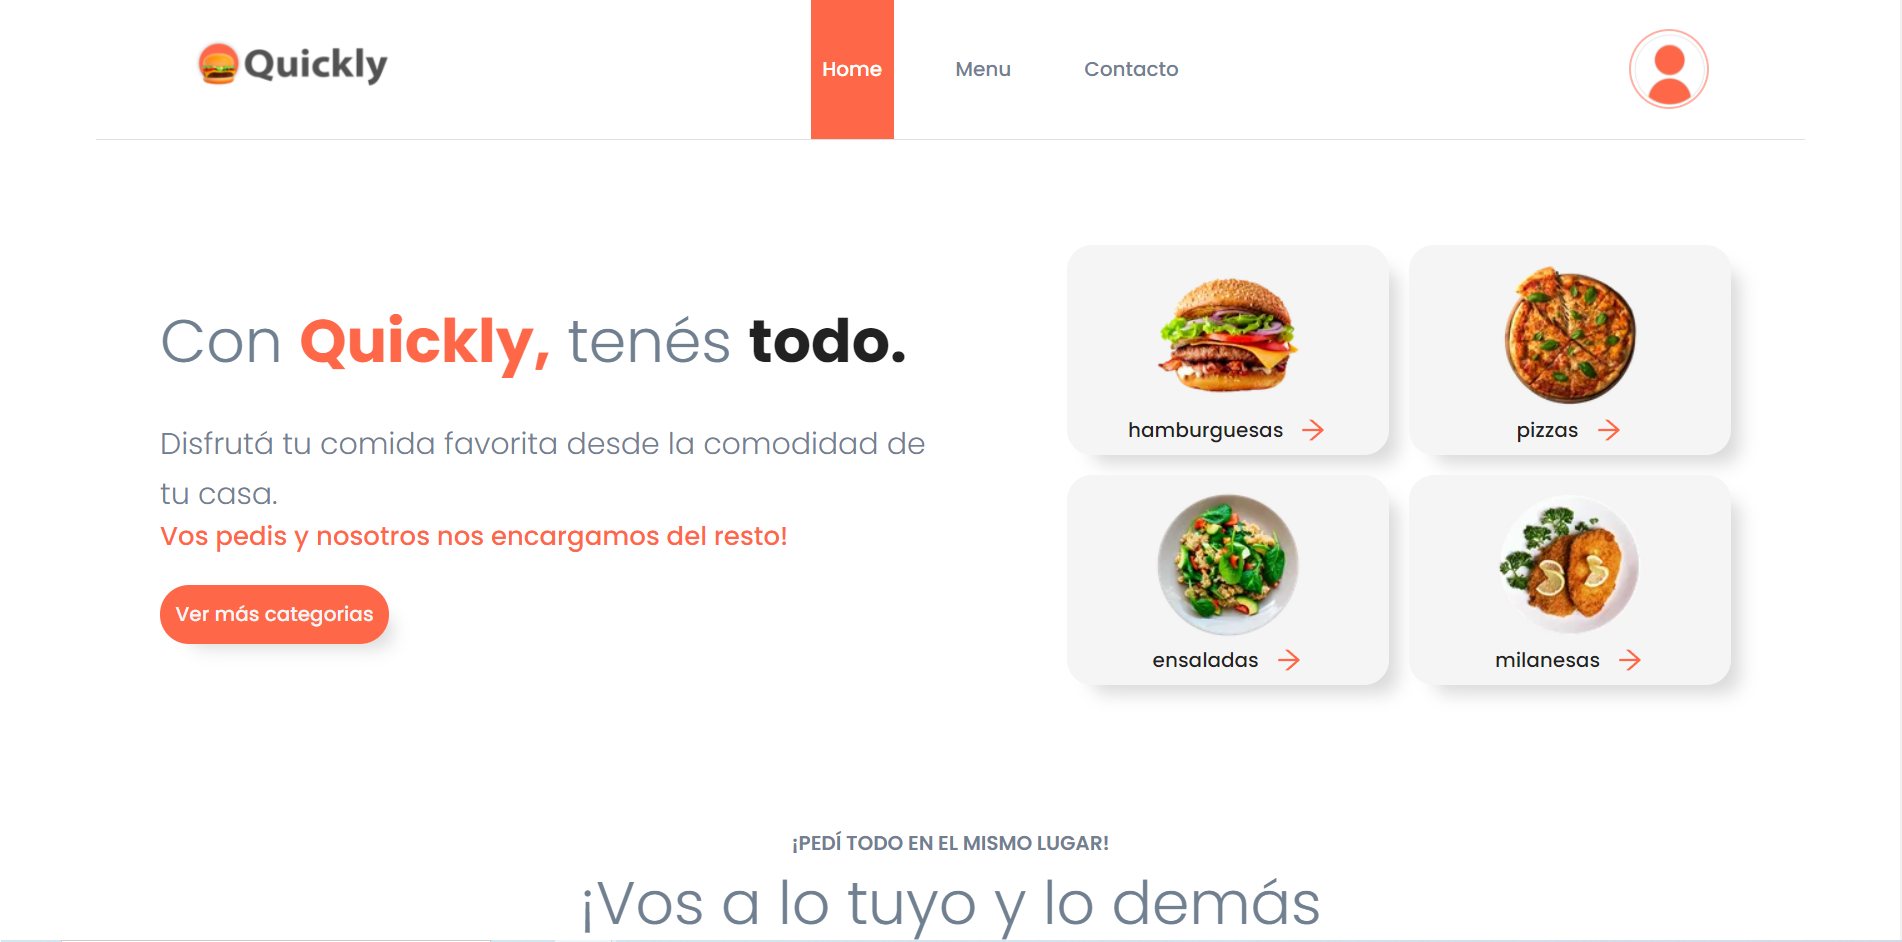 Quickly
Home
Menu
Contacto
Con Quickly, tenés todo.
Disfrutá tu comida favorita desde la comodidad de
tu casa.
Vos pedis y nosotros nos encargamos del resto!
Ver más categorias
hamburguesas
pizzas
ensaladas
milanesas
¡PEDÍ TODO EN EL MISMO LUGAR!
¡Vos a lo tuyo y lo demás